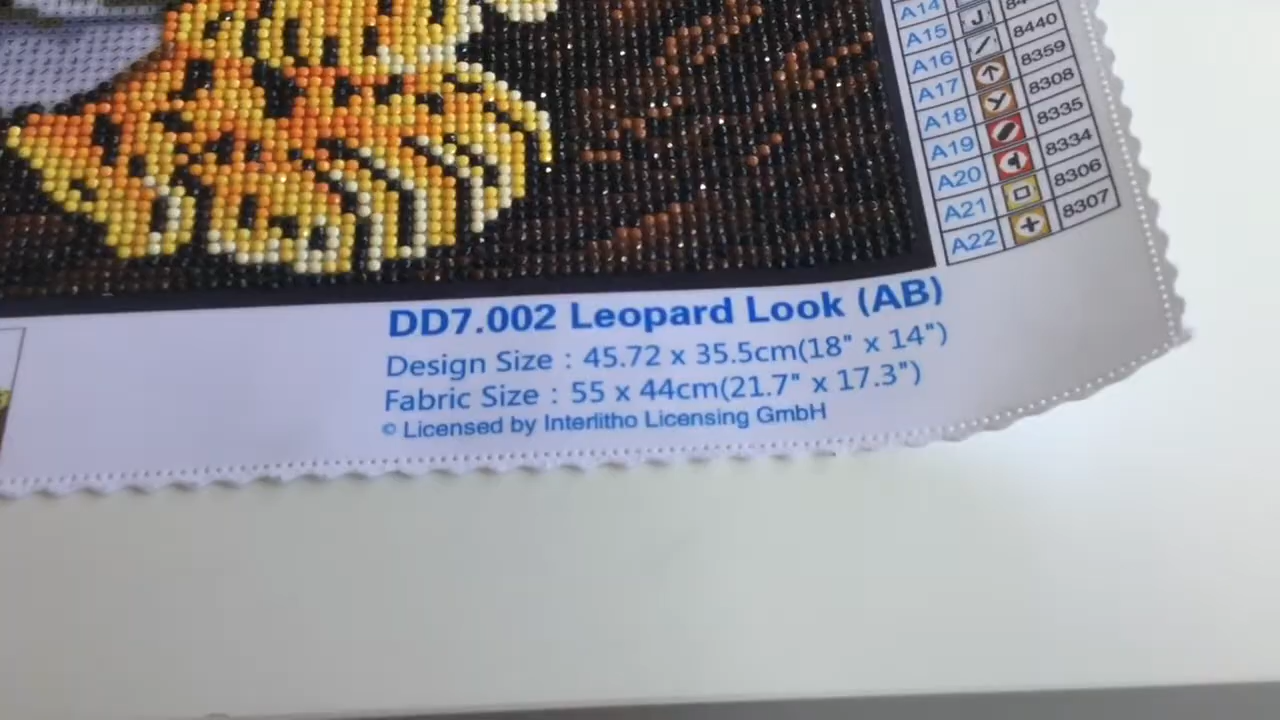 A14 84
A15 J 8440
A16 8359
A17 8308
A18 8335
A19 8334
A20 8306
A21 8307
A22
DD7.002 Leopard Look (AB)
Design Size : 45.72 x 35.5cm(18" x 14")
Fabric Size : 55 x 44cm(21.7" x 17.3")
© Licensed by Interlitho Licensing GmbH